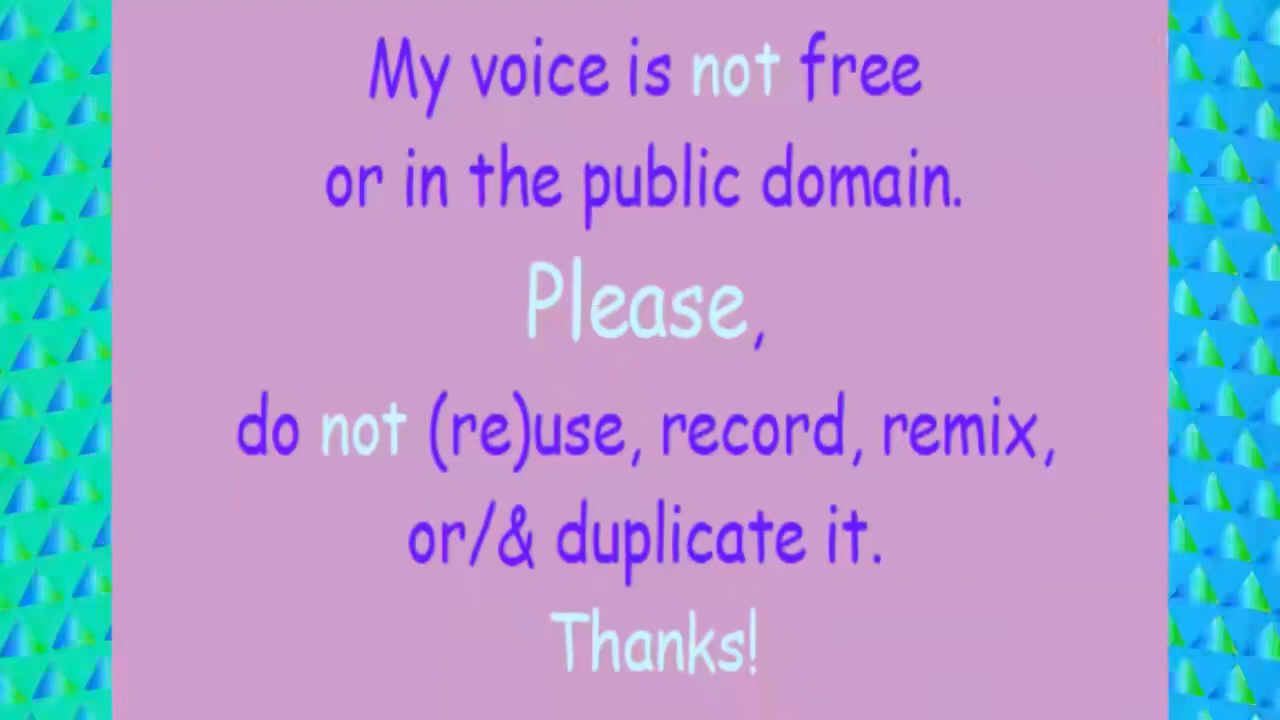 My voice is not free
or in the public domain.
Please,
do not (re)use, record, remix,
or/& duplicate it.
Thanks!